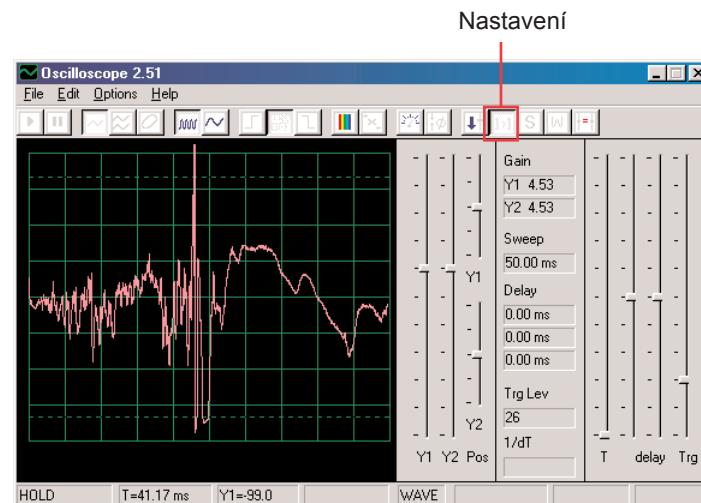 Nastavení
Oscilloscope 2.51
File Edit Options Help
Gain
Y1 4.53
Y2 4.53
Sweep
50.00 ms
Y1
Delay
0.00 ms
0.00 ms
0.00 ms
Trg Lev
26
Y2
1/dT
Y1 Y2 Pos
T delay Trg
HOLD T=41.17 ms Y1=-99.0 WAVE